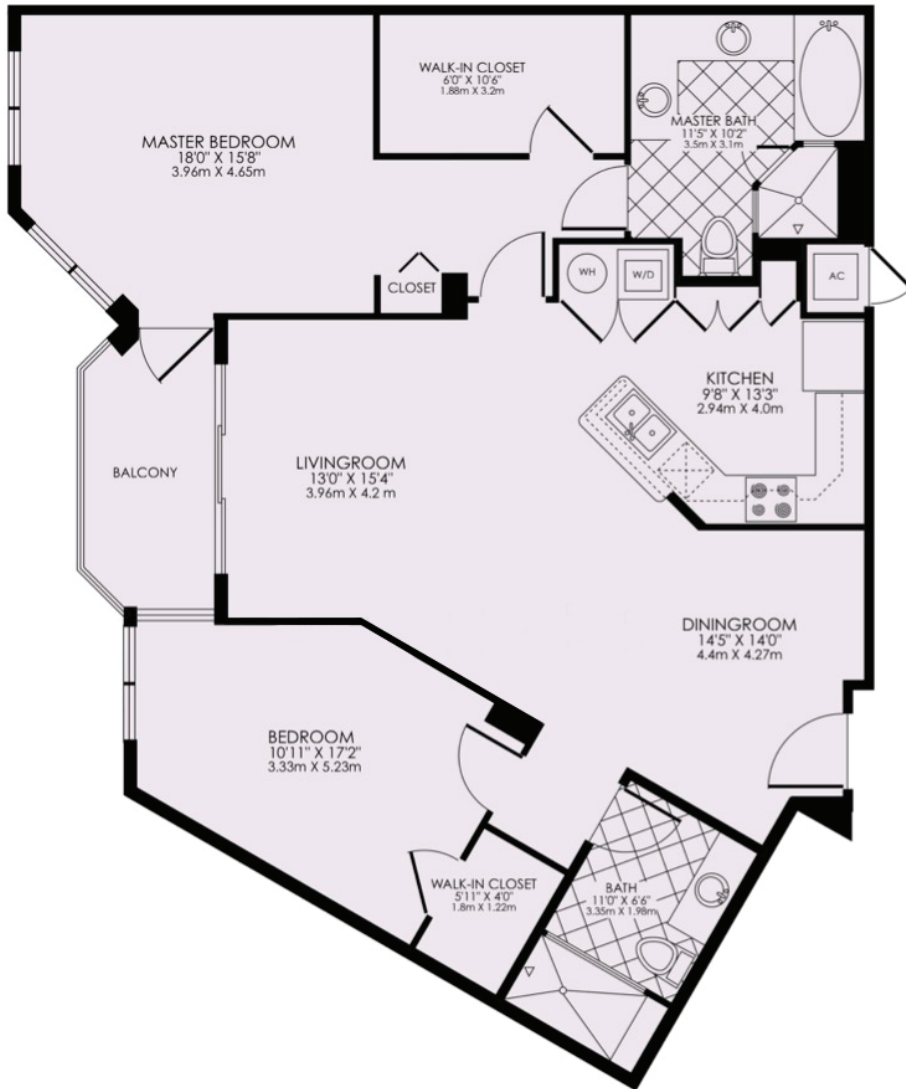 WALK-IN CLOSET
6'0" X 10'6"
1.88m X 3.2m
MASTER BEDROOM
18'0" X 15'8"
3.96m X 4.65m
MASTER BATH
11'5" X 10'2"
3.5m X 3.1m
CLOSET
WH
W/D
AC
KITCHEN
9'8" X 13'3"
2.94m X 4.0m
LIVINGROOM
13'0" X 15'4"
3.96m X 4.2 m
BALCONY
DININGROOM
14'5" X 14'0"
4.4m X 4.27m
BEDROOM
10'11" X 17'2"
3.33m X 5.23m
WALK-IN CLOSET
5'11" X 4'0"
1.8m X 1.22m
BATH
11'0" X 6'6"
3.35m X 1.98m